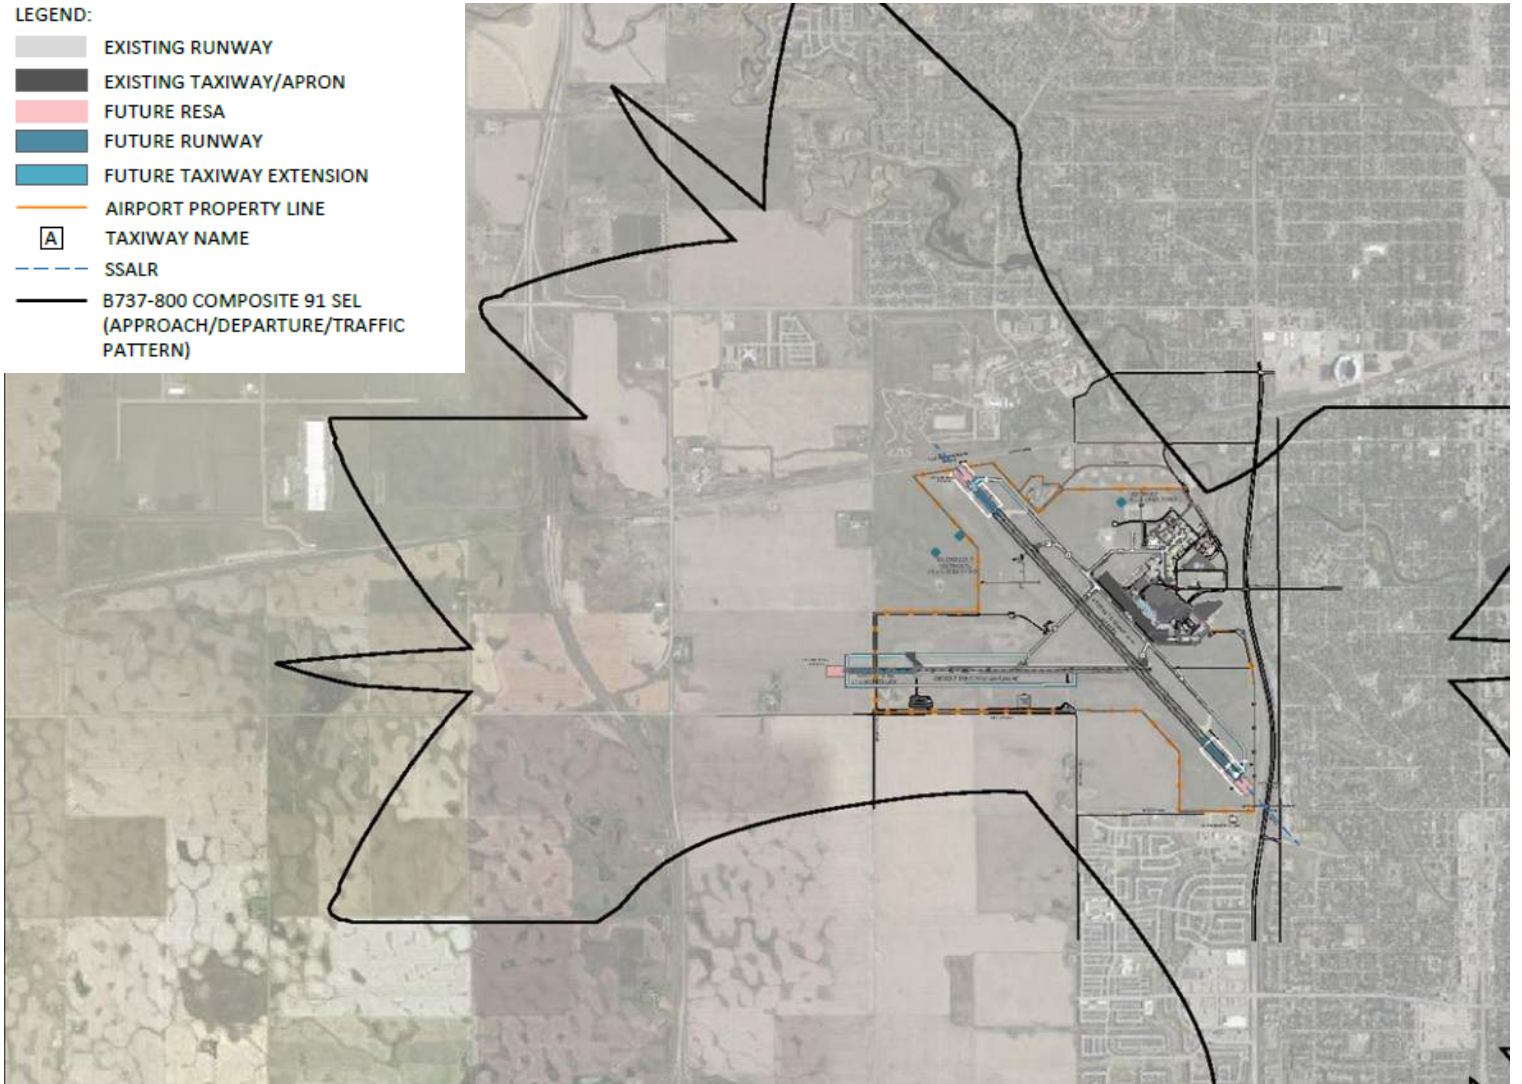 LEGEND:
EXISTING RUNWAY
EXISTING TAXIWAY/APRON
FUTURE RESA
FUTURE RUNWAY
FUTURE TAXIWAY EXTENSION
AIRPORT PROPERTY LINE
A TAXIWAY NAME
SSALR
B737-800 COMPOSITE 91 SEL
(APPROACH/DEPARTURE/TRAFFIC
PATTERN)